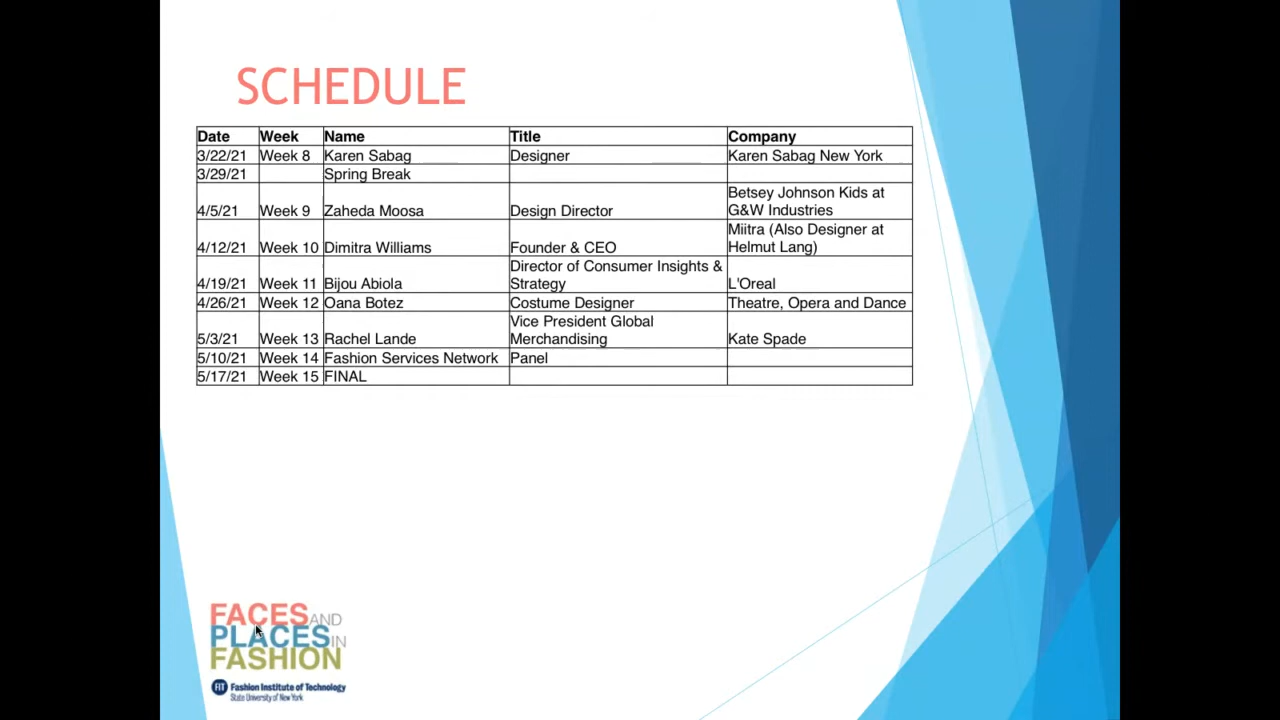 SCHEDULE
Date Week Name Title Company
3/22/21 Week 8 Karen Sabag Designer Karen Sabag New York
3/29/21 Spring Break
4/5/21 Week 9 Zaheda Moosa Design Director Betsey Johnson Kids at
G&W Industries
4/12/21 Week 10 Dimitra Williams Founder & CEO Miitra (Also Designer at
Helmut Lang)
4/19/21 Week 11 Bijou Abiola Director of Consumer Insights &
Strategy L'Oreal
4/26/21 Week 12 Oana Botez Costume Designer Theatre, Opera and Dance
5/3/21 Week 13 Rachel Lande Vice President Global
Merchandising Kate Spade
5/10/21 Week 14 Fashion Services Network Panel
5/17/21 Week 15 FINAL
FACES AND
PLACES IN
FASHION
FIT Fashion Institute of Technology
State University of New York